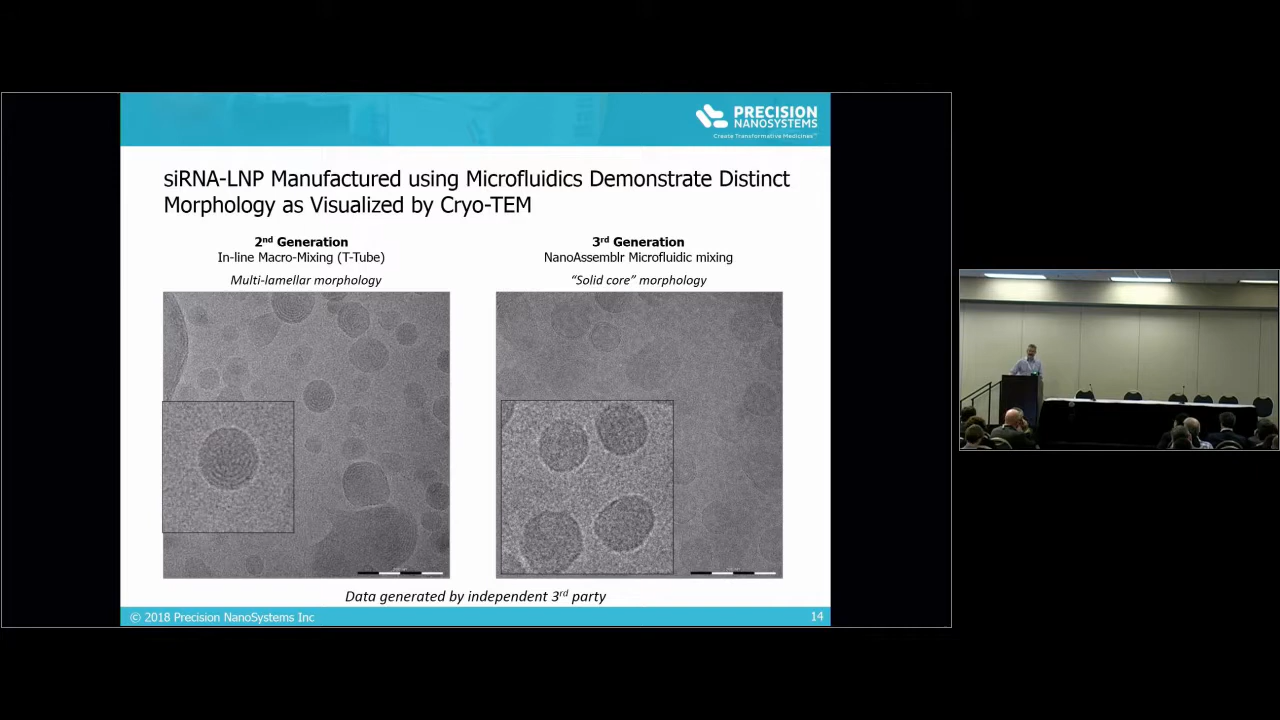 PRECISION
NANOSYSTEMS
Create Transformative Medicines™
siRNA-LNP Manufactured using Microfluidics Demonstrate Distinct
Morphology as Visualized by Cryo-TEM
2nd Generation
In-line Macro-Mixing (T-Tube)
Multi-lamellar morphology
3rd Generation
NanoAssemblr Microfluidic mixing
“Solid core” morphology
Data generated by independent 3rd party
© 2018 Precision NanoSystems Inc
14